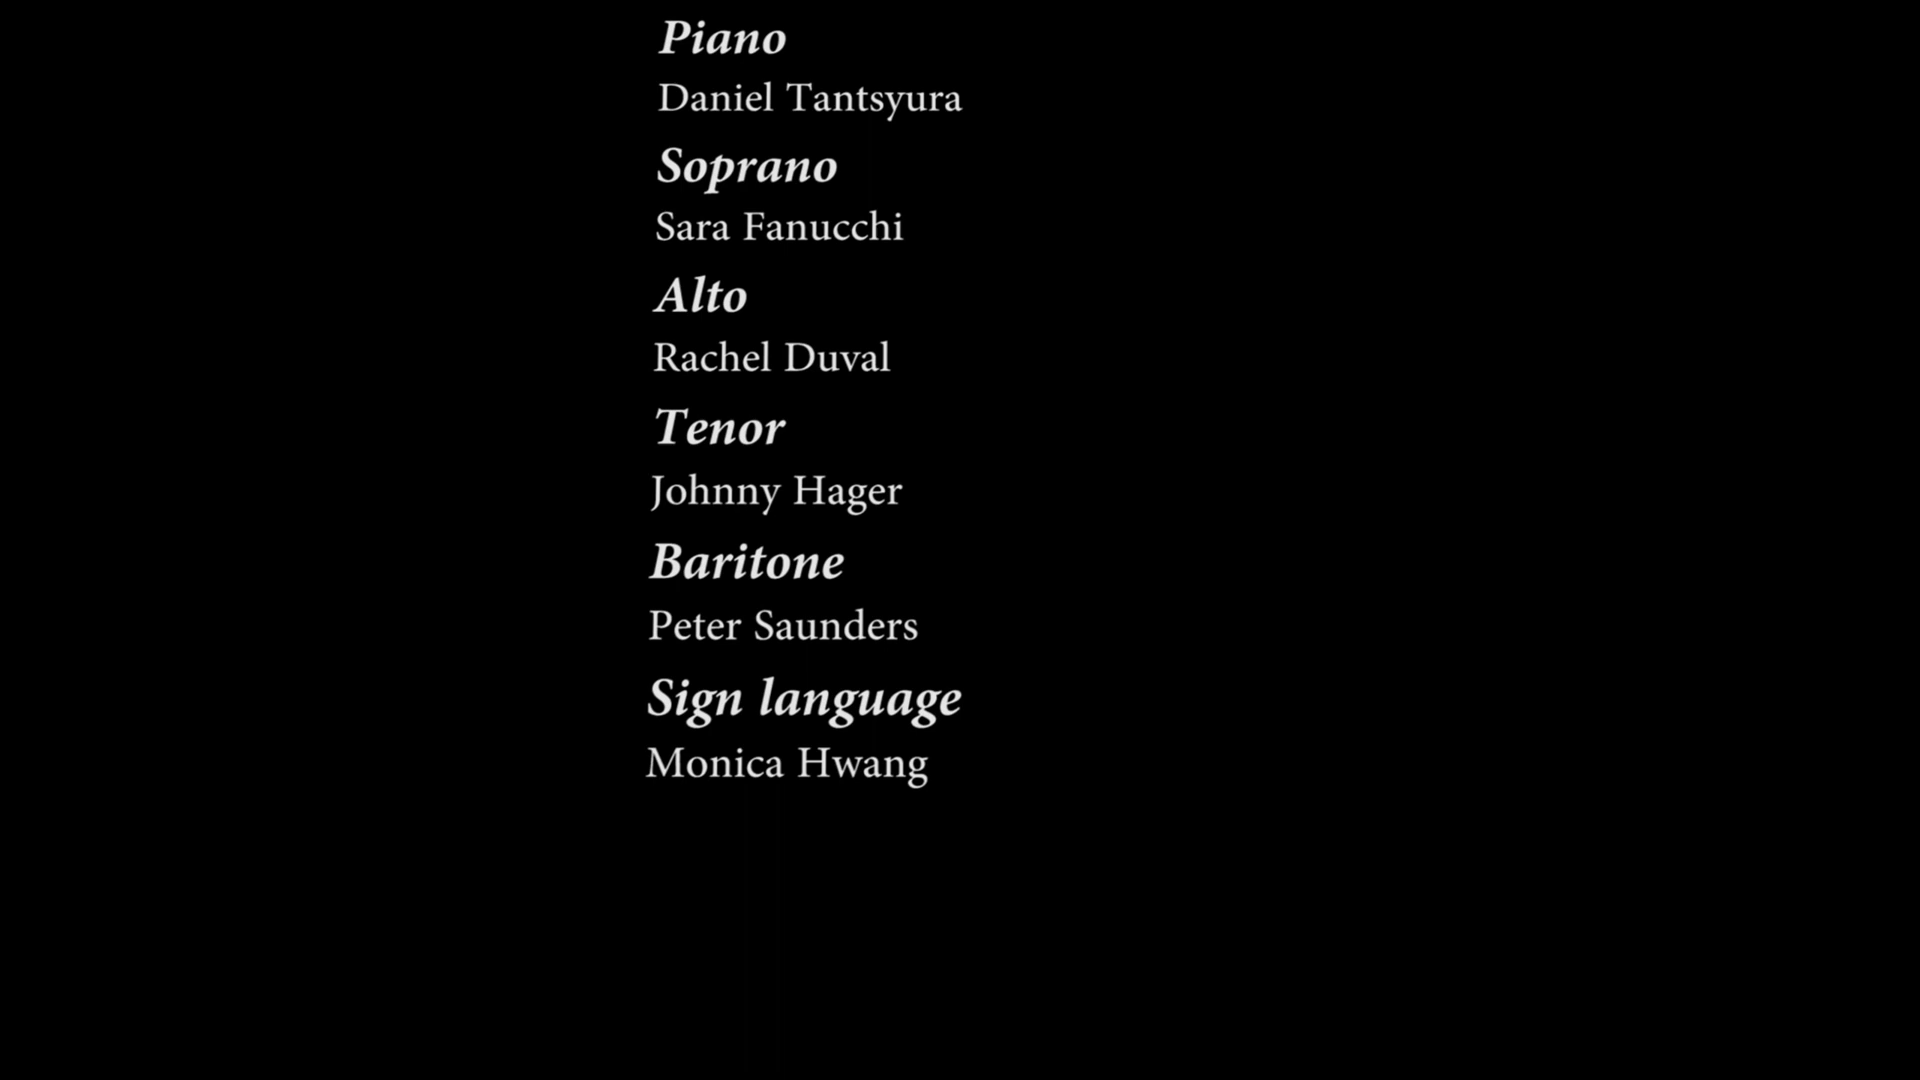 Piano
Daniel Tantsyura
Soprano
Sara Fanucchi
Alto
Rachel Duval
Tenor
Johnny Hager
Baritone
Peter Saunders
Sign language
Monica Hwang